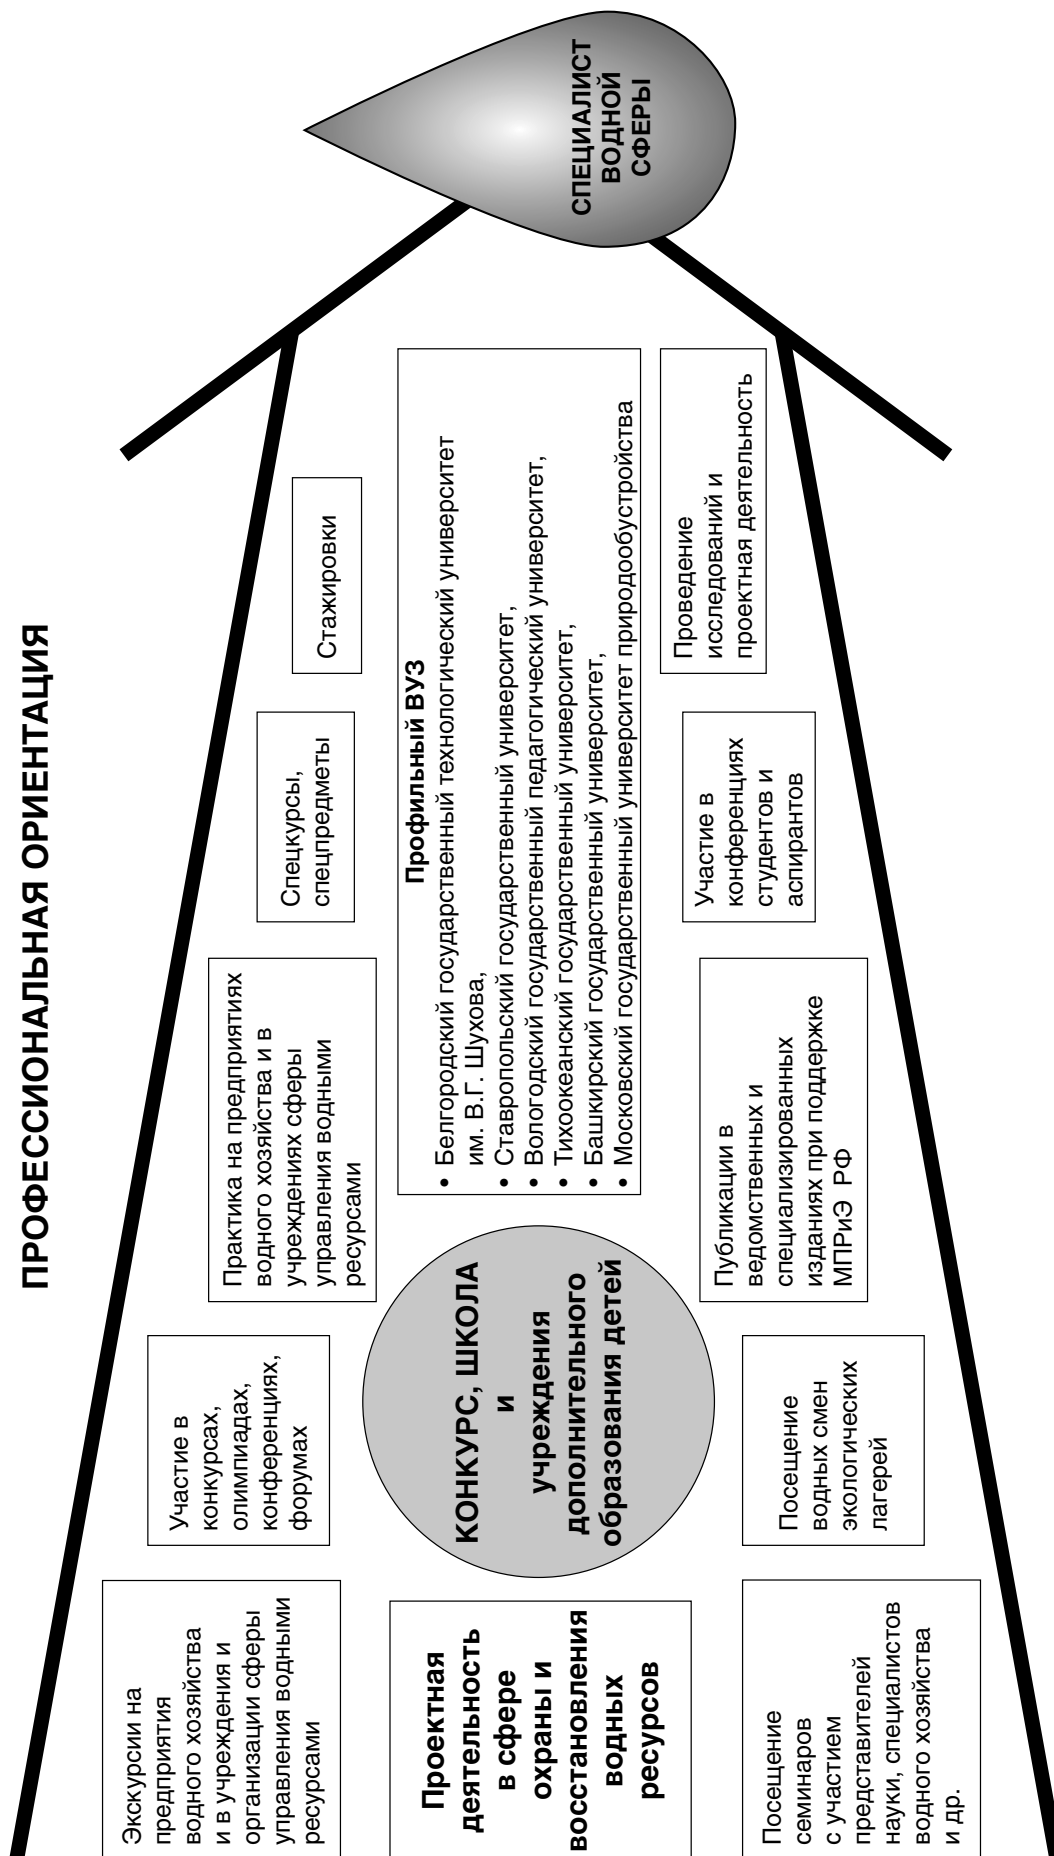 ПРОФЕССИОНАЛЬНАЯ ОРИЕНТАЦИЯ
Экскурсии на
предприятия
водного хозяйства
и в учреждения и
организации сферы
управления водными
ресурсами
Участие в
конкурсах,
олимпиадах,
конференциях,
форумах
Практика на предприятиях
водного хозяйства и в
учреждениях сферы
управления водными
ресурсами
Спецкурсы,
спецпредметы
Стажировки
Проектная
деятельность
в сфере
охраны и
восстановления
водных
ресурсов
КОНКУРС, ШКОЛА
и
учреждения
дополнительного
образования детей
Профильный ВУЗ
• Белгородский государственный технологический университет
им. В.Г. Шухова,
• Ставропольский государственный университет,
• Вологодский государственный педагогический университет,
• Тихоокеанский государственный университет,
• Башкирский государственный университет,
• Московский государственный университет природообустройства
СПЕЦИАЛИСТ
ВОДНОЙ
СФЕРЫ
Посещение
семинаров
с участием
представителей
науки, специалистов
водного хозяйства
и др.
Посещение
водных смен
экологических
лагерей
Публикации в
ведомственных и
специализированных
изданиях при поддержке
МПРиЭ РФ
Участие в
конференциях
студентов и
аспирантов
Проведение
исследований и
проектная деятельность